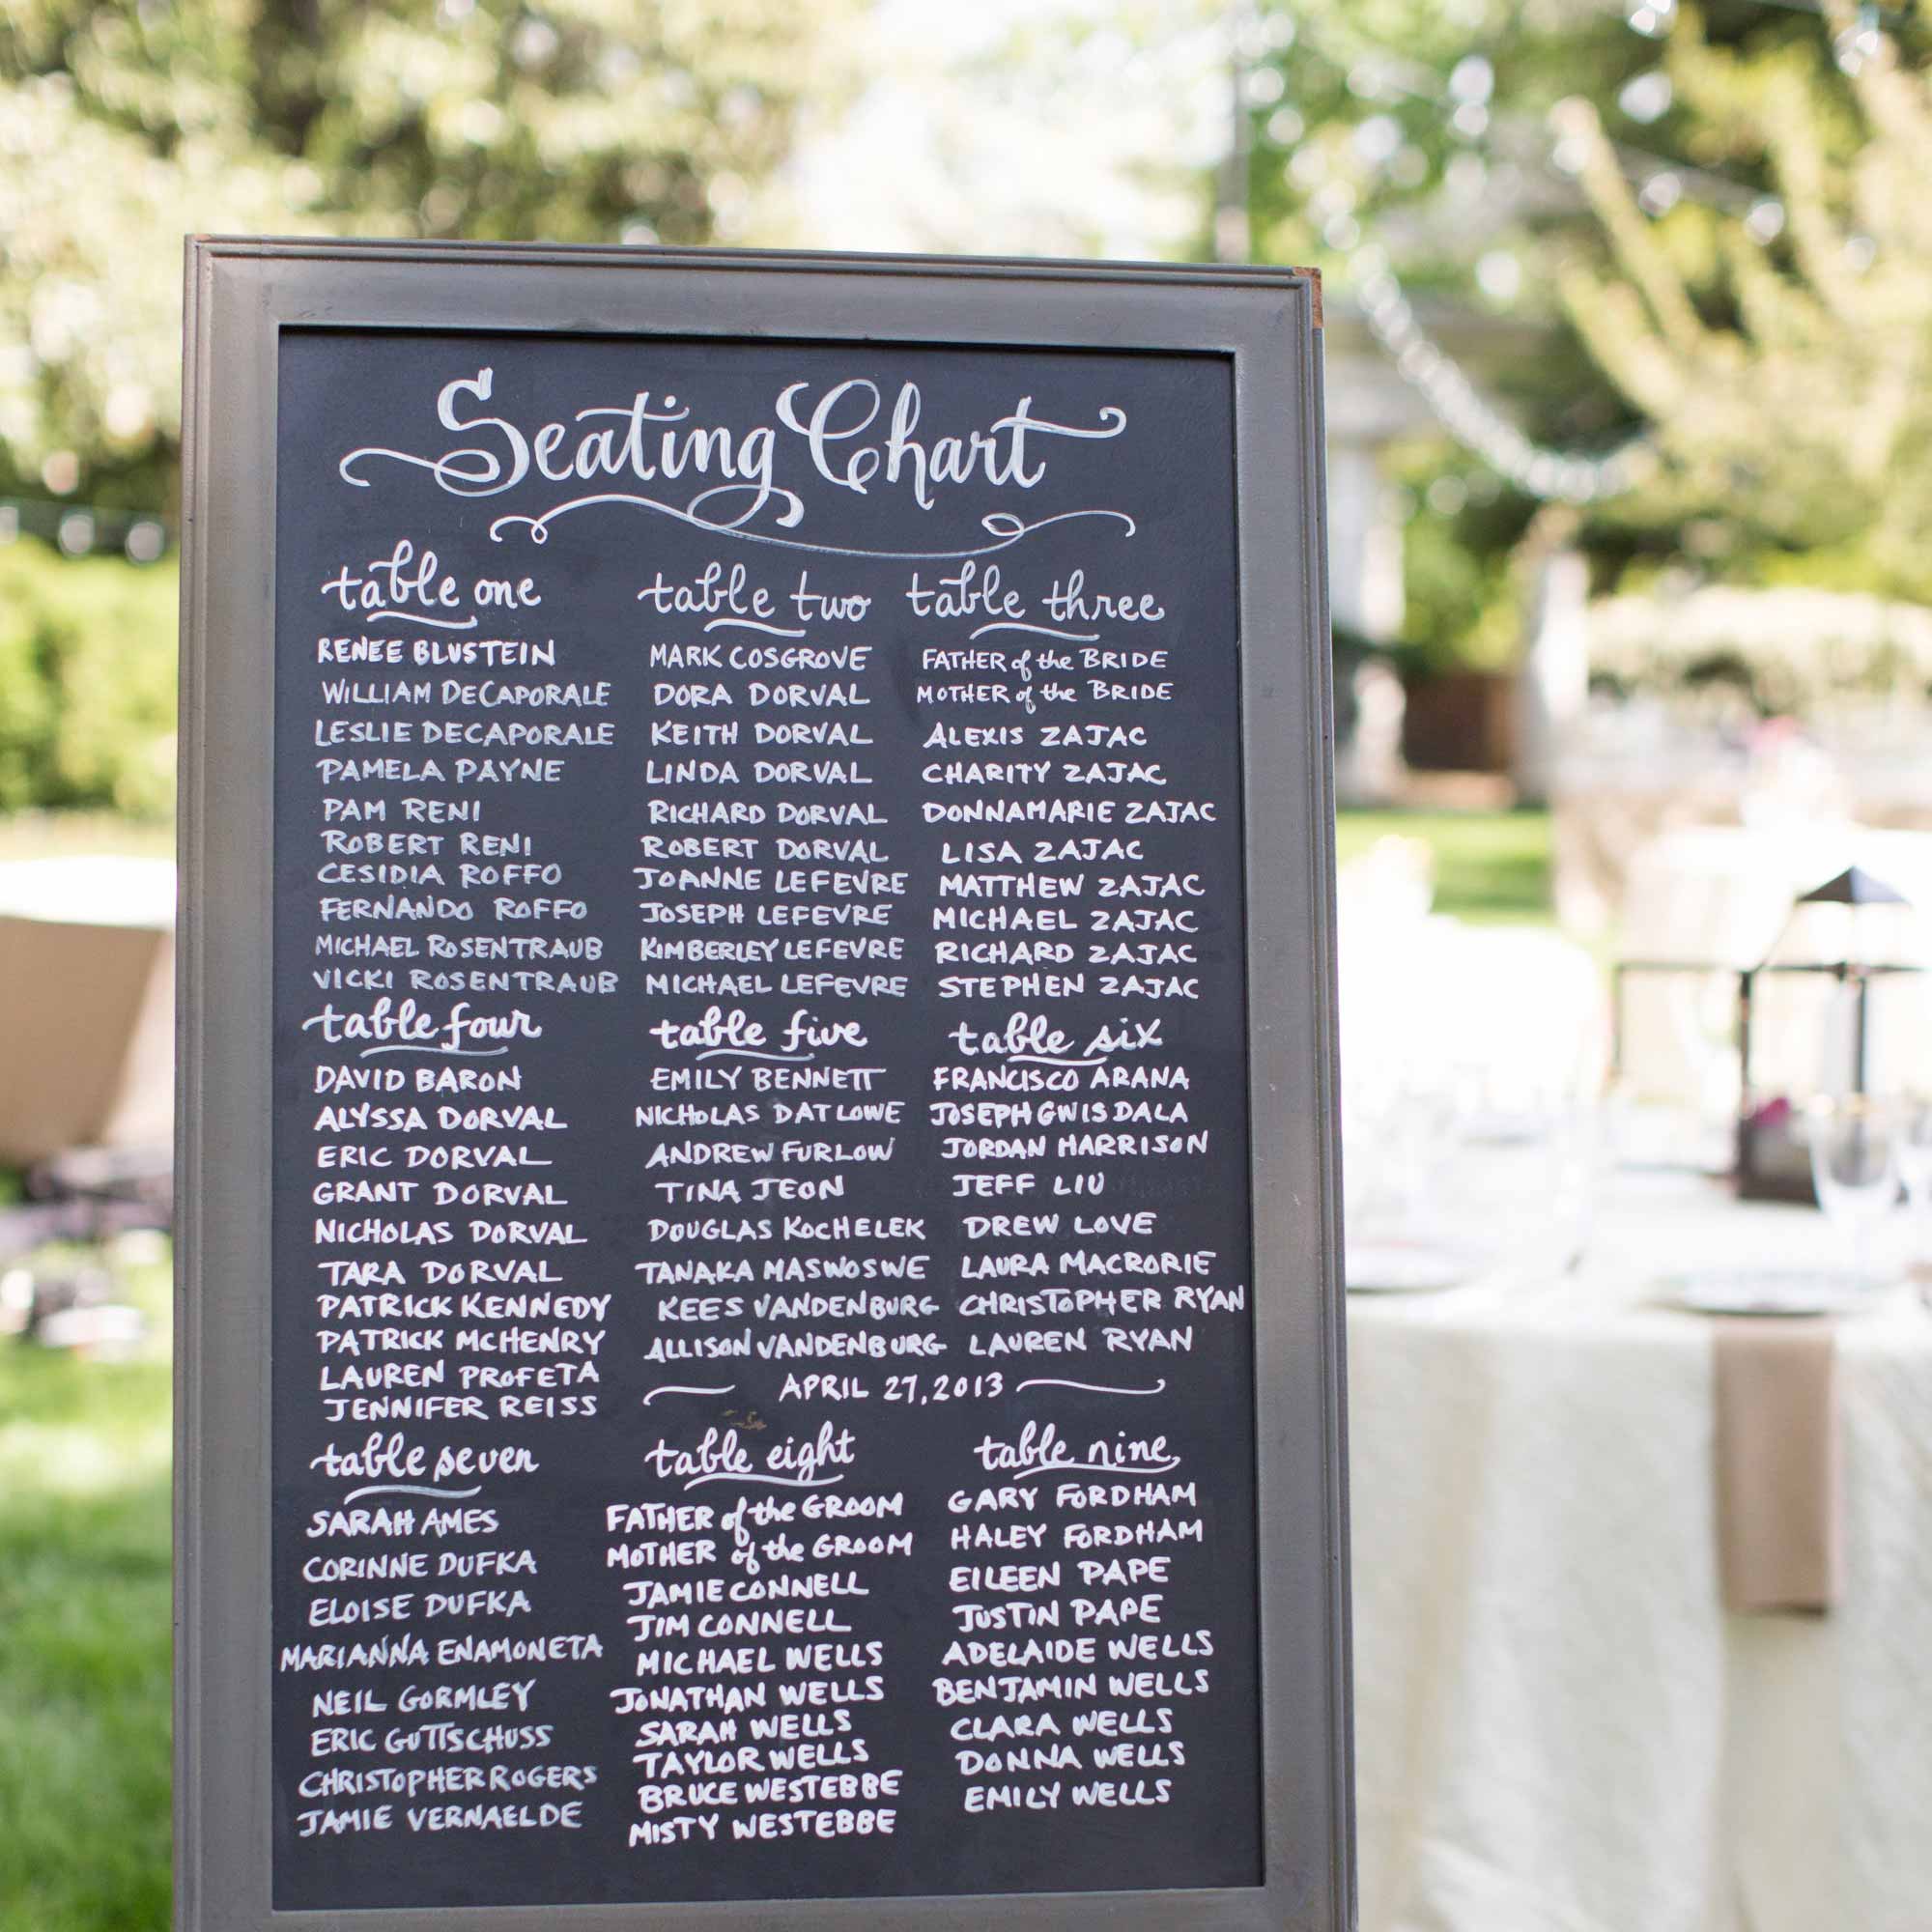 Seating Chart
table one
RENEE BLUSTEIN
WILLIAM DECAPORALE
LESLIE DECAPORALE
PAMELA PAYNE
PAM RENI
ROBERT RENI
CESIDIA ROFFO
FERNANDO ROFFO
MICHAEL ROSENTRAUB
VICKI ROSENTRAUB
table two
MARK COSGROVE
DORA DORVAL
KEITH DORVAL
LINDA DORVAL
RICHARD DORVAL
ROBERT DORVAL
JOANNE LEFEVRE
JOSEPH LEFEVRE
KIMBERLEY LEFEVRE
MICHAEL LEFEVRE
table three
FATHER of the BRIDE
MOTHER of the BRIDE
ALEXIS ZAJAC
CHARITY ZAJAC
DONNAMARIE ZAJAC
LISA ZAJAC
MATTHEW ZAJAC
MICHAEL ZAJAC
RICHARD ZAJAC
STEPHEN ZAJAC
table four
DAVID BARON
ALYSSA DORVAL
ERIC DORVAL
GRANT DORVAL
NICHOLAS DORVAL
TARA DORVAL
PATRICK KENNEDY
PATRICK MCHENRY
LAUREN PROFETA
JENNIFER REISS
table five
EMILY BENNETT
NICHOLAS DATLOWE
ANDREW FURLOW
TINA JEON
DOUGLAS KOCHELEK
TANAKA MASWOSWE
KEES VANDENBURG
ALLISON VANDENBURG
table six
FRANCISCO ARANA
JOSEPH GWISDALA
JORDAN HARRISON
JEFF LIU
DREW LOVE
LAURA MACRORIE
CHRISTOPHER RYAN
LAUREN RYAN
APRIL 27, 2013
table seven
SARAH AMES
CORINNE DUFKA
ELOISE DUFKA
MARIANNA ENAMONETA
NEIL GORMLEY
ERIC GUTTSCHUSS
CHRISTOPHER ROGERS
JAMIE VERNAELDE
table eight
FATHER of the GROOM
MOTHER of the GROOM
JAMIE CONNELL
JIM CONNELL
MICHAEL WELLS
JONATHAN WELLS
SARAH WELLS
TAYLOR WELLS
BRUCE WESTEBBE
MISTY WESTEBBE
table nine
GARY FORDHAM
HALEY FORDHAM
EILEEN PAPE
JUSTIN PAPE
ADELAIDE WELLS
BENJAMIN WELLS
CLARA WELLS
DONNA WELLS
EMILY WELLS